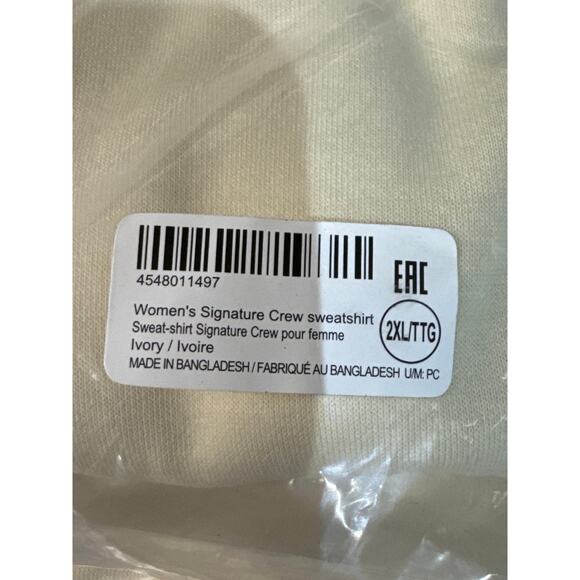 4548011497
EAC
Women's Signature Crew sweatshirt
Sweat-shirt Signature Crew pour femme
2XL/TTG
Ivory / Ivoire
MADE IN BANGLADESH / FABRIQUÉ AU BANGLADESH U/M: PC